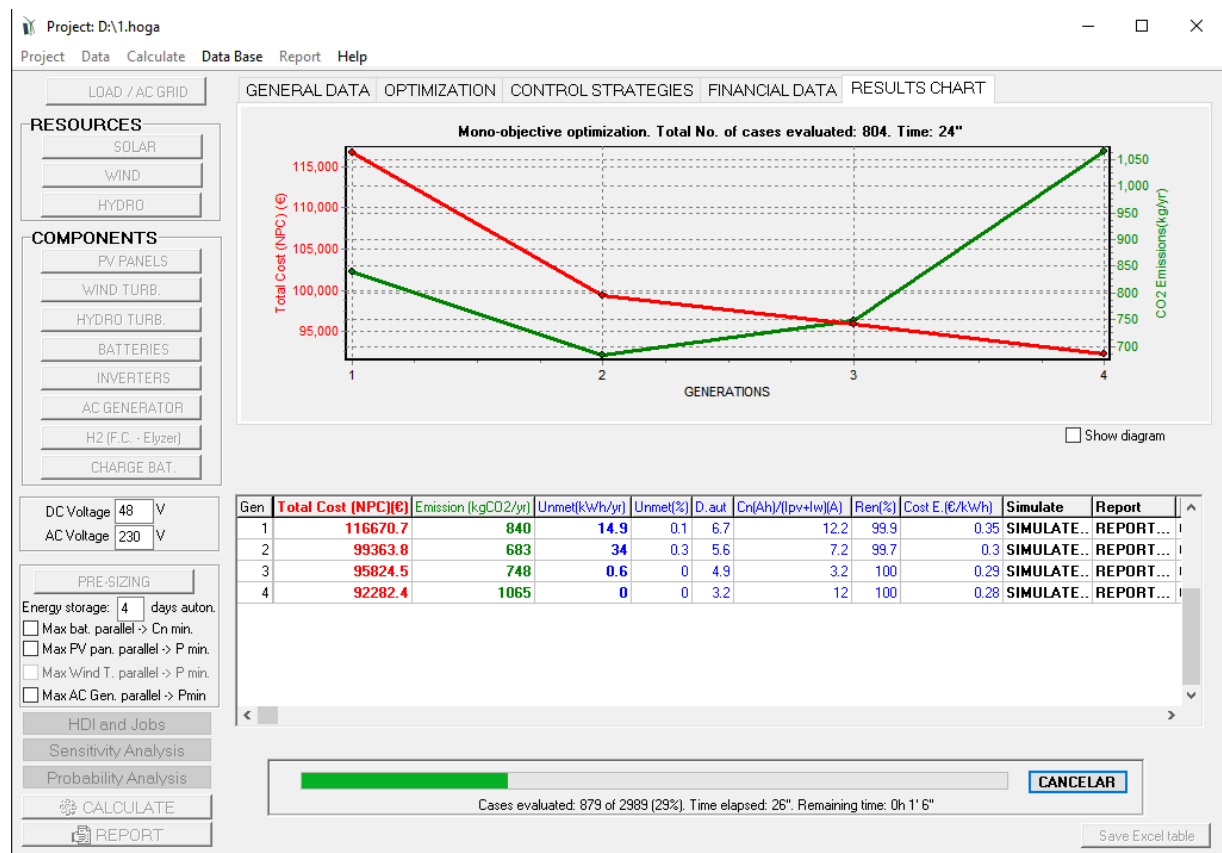 Project: D:\1.hoga
Project Data Calculate Data Base Report Help
LOAD / AC GRID
RESOURCES
SOLAR
WIND
HYDRO
COMPONENTS
PV PANELS
WIND TURB.
HYDRO TURB.
BATTERIES
INVERTERS
AC GENERATOR
H2 (F.C. - Elyzer)
CHARGE BAT.
DC Voltage 48 V
AC Voltage 230 V
PRE-SIZING
Energy storage: 4 days auton.
Max bat. parallel -> Cn min.
Max PV pan. parallel -> P min.
Max Wind T. parallel -> P min.
Max AC Gen. parallel -> Pmin
HDI and Jobs
Sensitivity Analysis
Probability Analysis
CALCULATE
REPORT
GENERAL DATA OPTIMIZATION CONTROL STRATEGIES FINANCIAL DATA RESULTS CHART
Mono-objective optimization. Total No. of cases evaluated: 804. Time: 24"
Total Cost (NPC) (€)
115,000
110,000
105,000
100,000
95,000
1,050
1,000
950
900
850
800
750
700
CO2 Emissions(kg/yr)
1 2 3 4
GENERATIONS
Show diagram
Gen Total Cost (NPC)(€) Emission (kgCO2/yr) Unmet(kWh/yr) Unmet(%) D.aut Cn(Ah)/(Ipv+Iw)(A) Ren(%) Cost E.(€/kWh) Simulate Report
1 116670.7 840 14.9 0.1 6.7 12.2 99.9 0.35 SIMULATE.. REPORT...
2 99363.8 683 34 0.3 5.6 7.2 99.7 0.3 SIMULATE.. REPORT...
3 95824.5 748 0.6 0 4.9 3.2 100 0.29 SIMULATE.. REPORT...
4 92282.4 1065 0 0 3.2 12 100 0.28 SIMULATE.. REPORT...
CANCELAR
Cases evaluated: 879 of 2989 (29%). Time elapsed: 26". Remaining time: 0h 1' 6"
Save Excel table